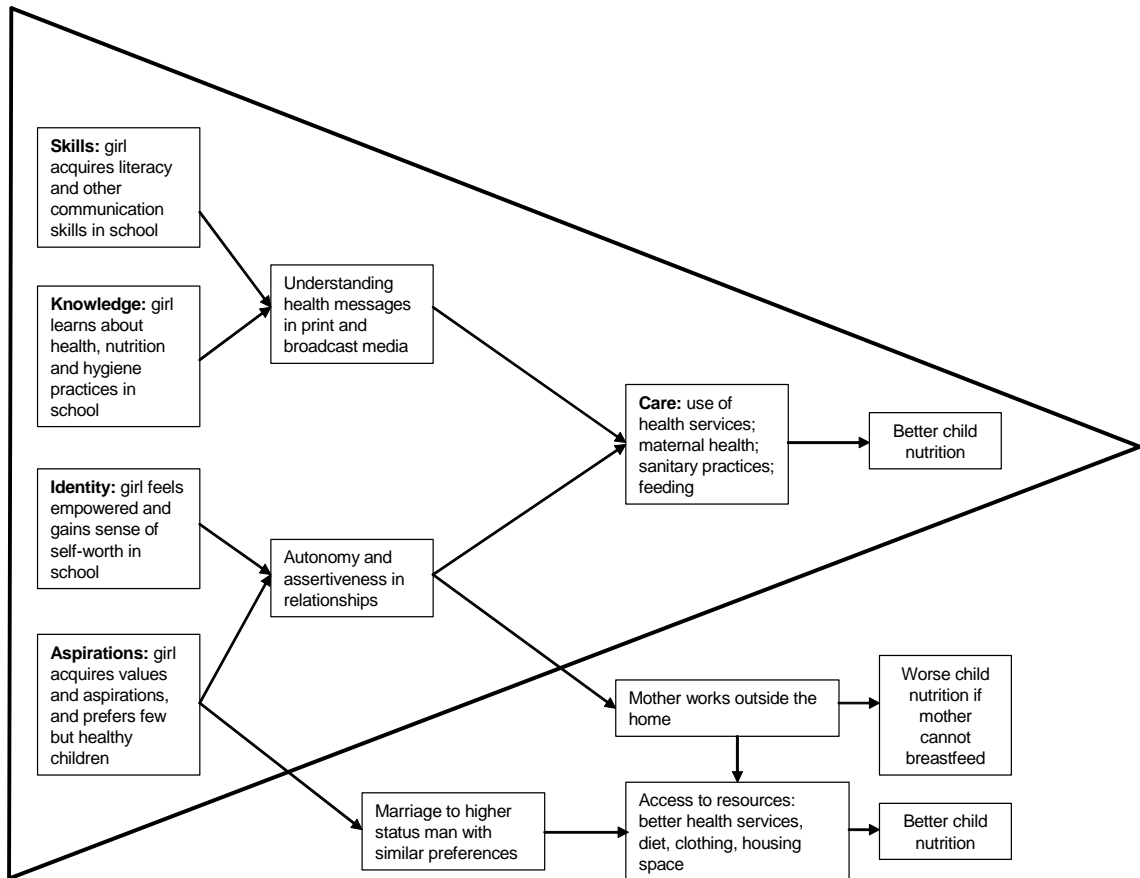 Skills: girl
acquires literacy
and other
communication
skills in school
Knowledge: girl
learns about
health, nutrition
and hygiene
practices in
school
Identity: girl feels
empowered and
gains sense of
self-worth in
school
Aspirations: girl
acquires values
and aspirations,
and prefers few
but healthy
children
Understanding
health messages
in print and
broadcast media
Autonomy and
assertiveness in
relationships
Marriage to higher
status man with
similar preferences
Care: use of
health services;
maternal health;
sanitary practices;
feeding
Better child
nutrition
Mother works outside the
home
Worse child
nutrition if
mother
cannot
breastfeed
Access to resources:
better health services,
diet, clothing, housing
space
Better child
nutrition